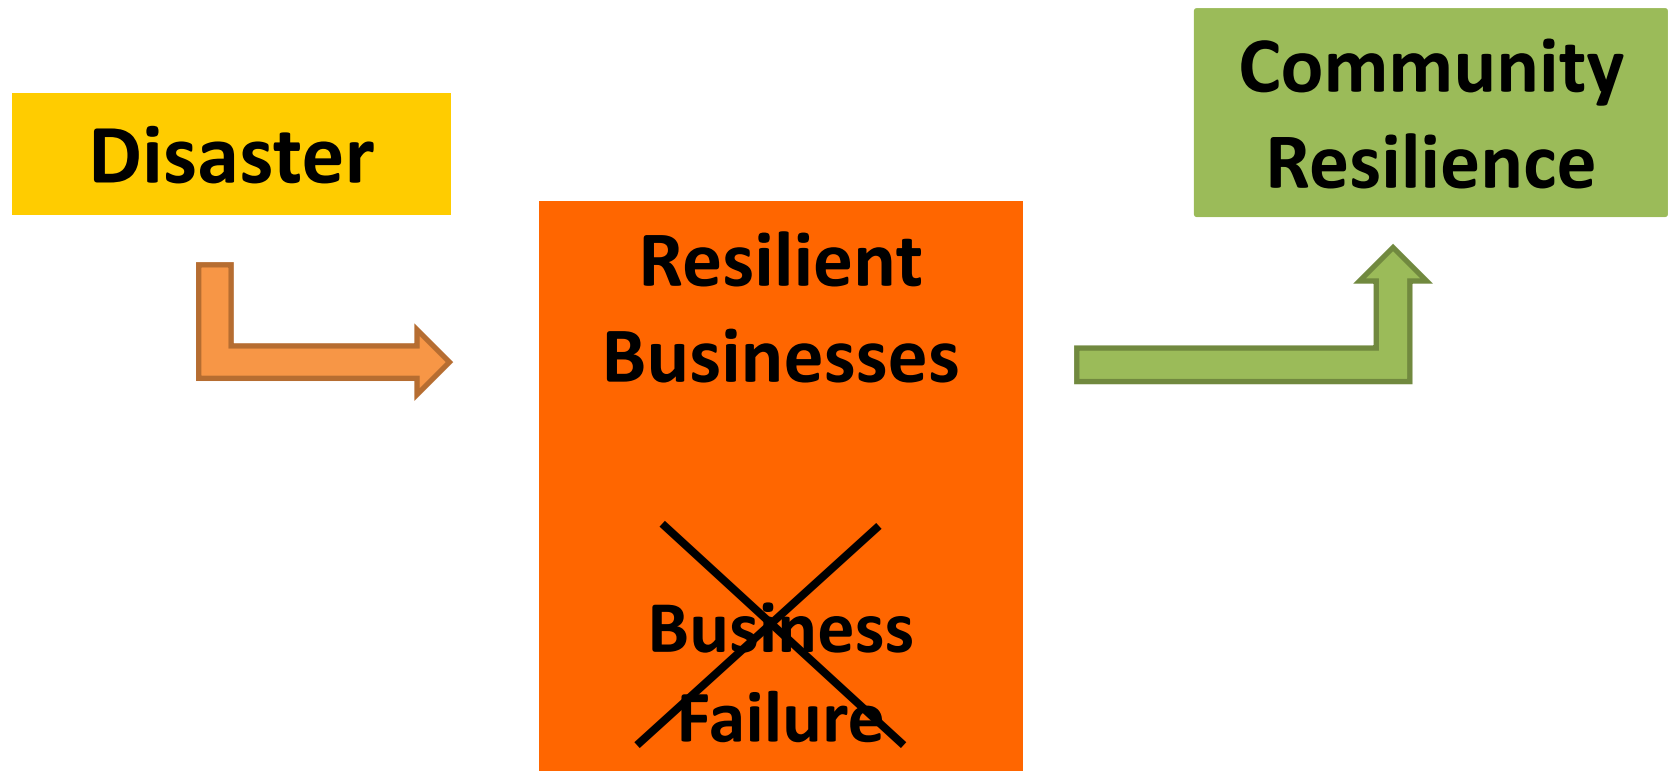 Disaster
Resilient
Businesses
Business
Failure
Community
Resilience